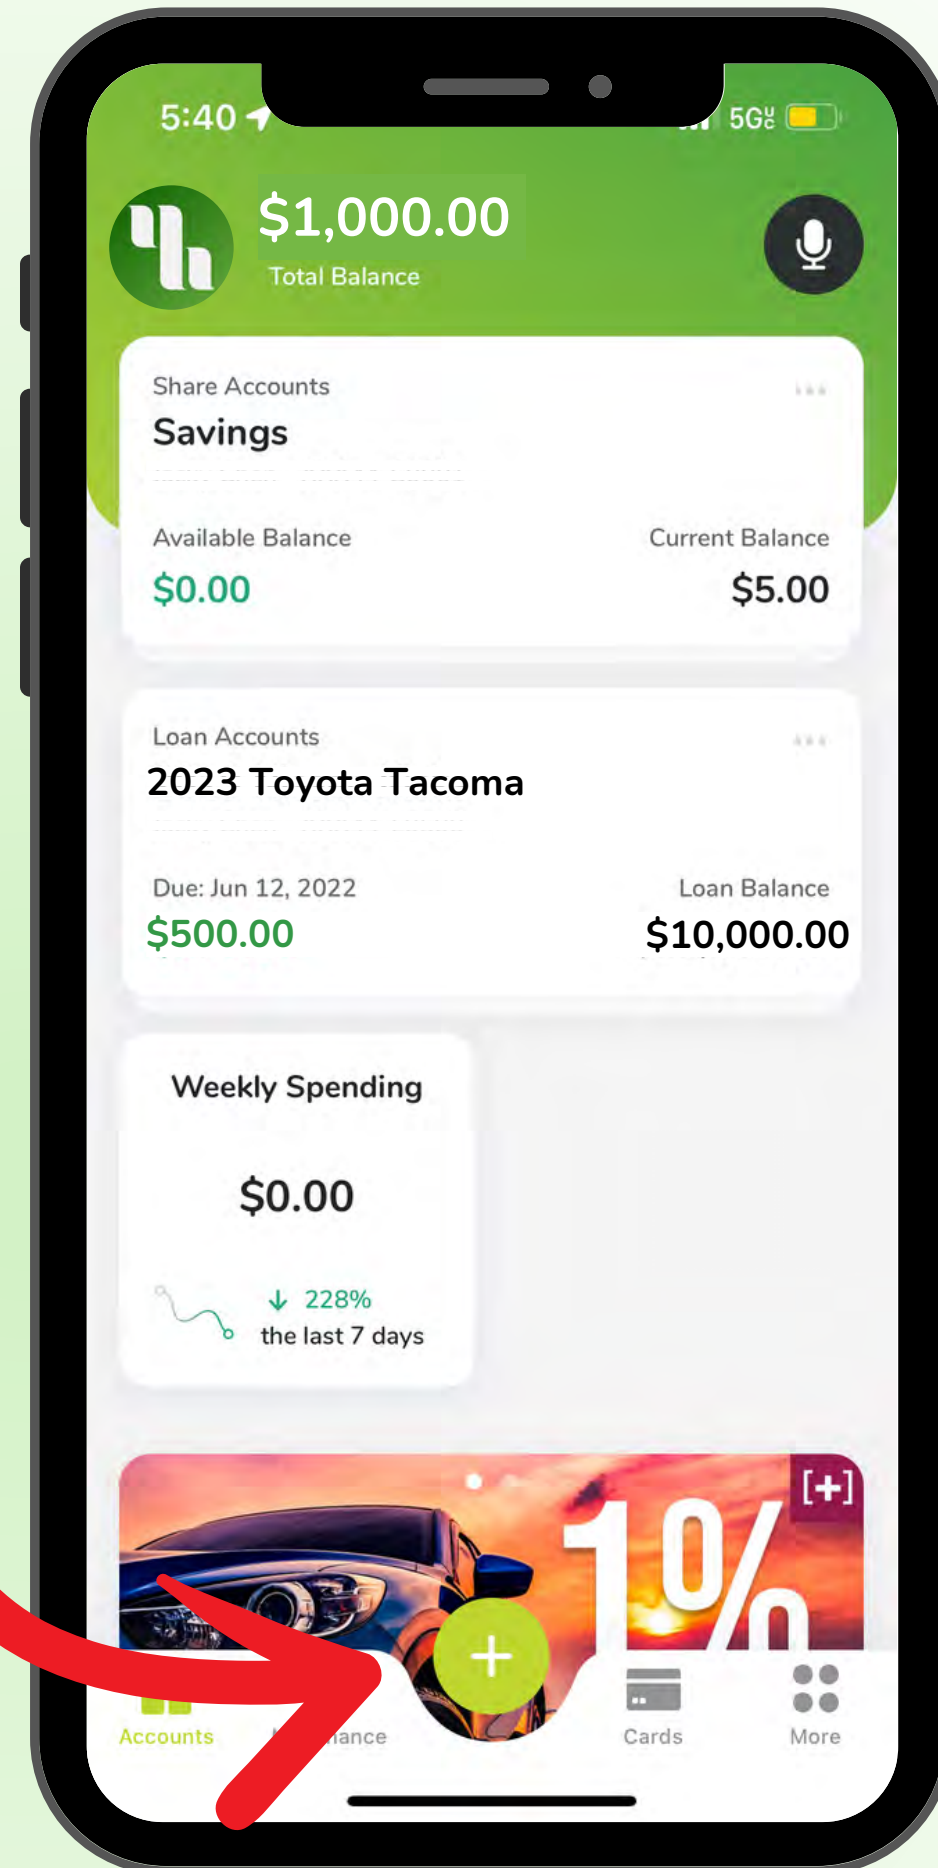 5:40
5G
$1,000.00
Total Balance
Share Accounts
Savings
Available Balance Current Balance
$0.00 $5.00
Loan Accounts
2023 Toyota Tacoma
Due: Jun 12, 2022 Loan Balance
$500.00 $10,000.00
Weekly Spending
$0.00
228%
the last 7 days
[+]
1%
+
Accounts Cards More